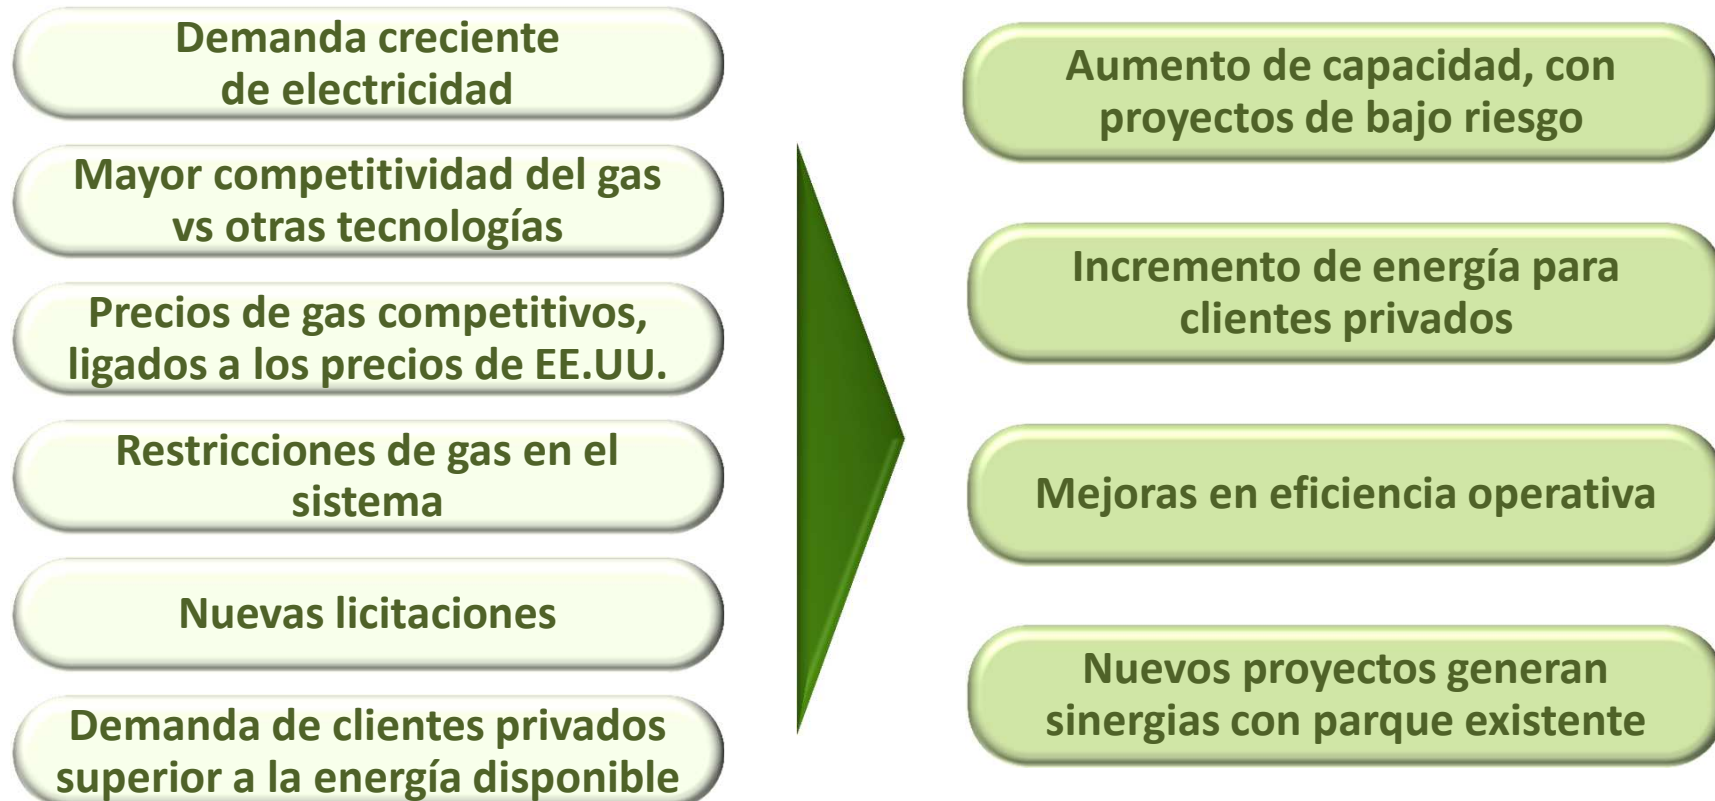 Demanda creciente
de electricidad
Mayor competitividad del gas
vs otras tecnologías
Precios de gas competitivos,
ligados a los precios de EE.UU.
Restricciones de gas en el
sistema
Nuevas licitaciones
Demanda de clientes privados
superior a la energía disponible
Aumento de capacidad, con
proyectos de bajo riesgo
Incremento de energía para
clientes privados
Mejoras en eficiencia operativa
Nuevos proyectos generan
sinergias con parque existente